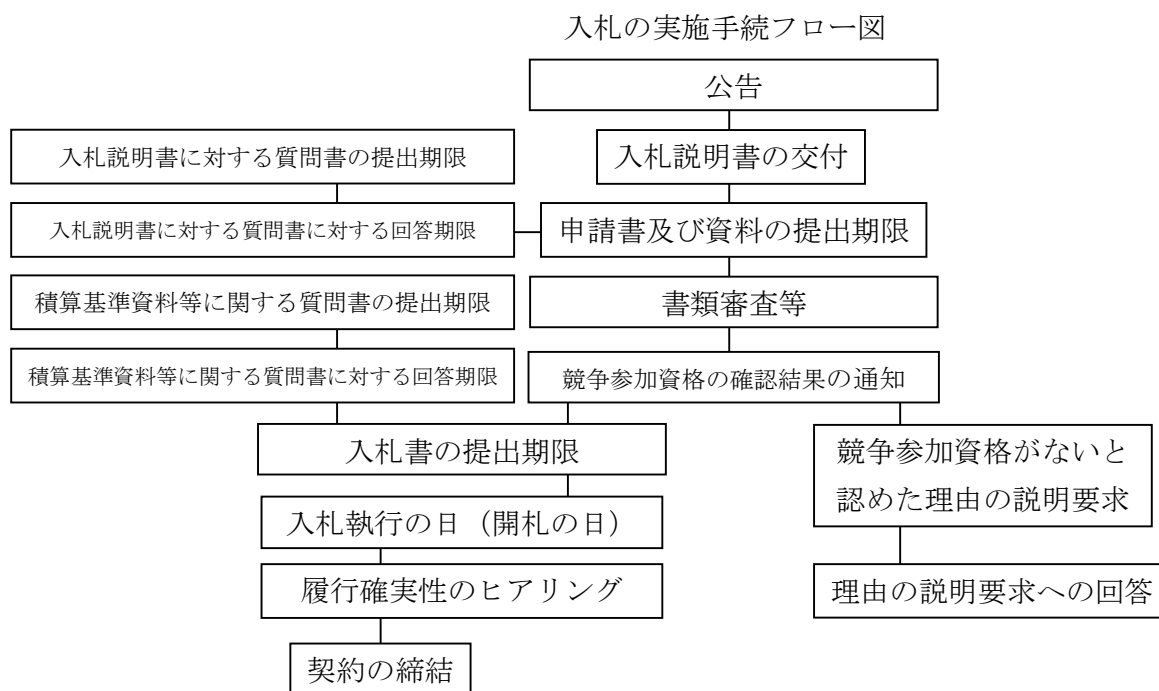 入札の実施手続フロー図
公告
入札説明書に対する質問書の提出期限
入札説明書の交付
入札説明書に対する質問書に対する回答期限
申請書及び資料の提出期限
積算基準資料等に関する質問書の提出期限
書類審査等
積算基準資料等に関する質問書に対する回答期限
競争参加資格の確認結果の通知
入札書の提出期限
競争参加資格がないと
認めた理由の説明要求
入札執行の日（開札の日）
履行確実性のヒアリング
理由の説明要求への回答
契約の締結